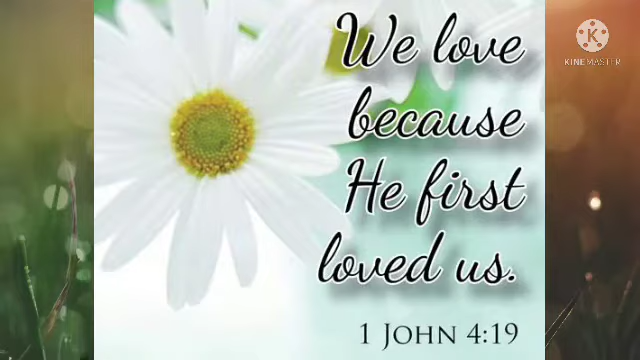 We love
because
He first
loved us.
1 John 4:19
K
KINEMASTER